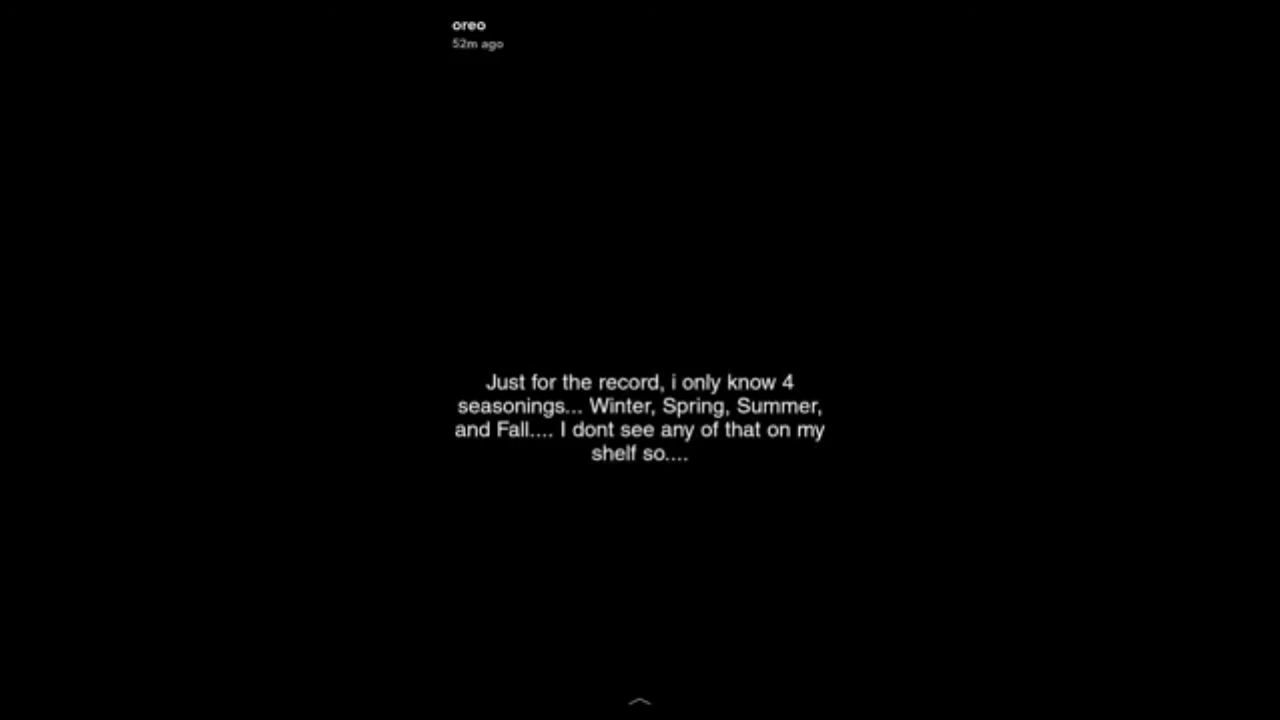 oreo
52m ago
Just for the record, i only know 4
seasonings... Winter, Spring, Summer,
and Fall.... I dont see any of that on my
shelf so....